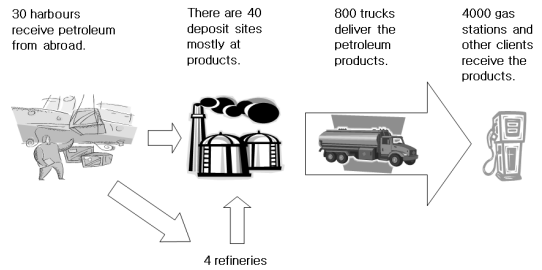 30 harbours
receive petroleum
from abroad.
There are 40
deposit sites
mostly at
products.
800 trucks
deliver the
petroleum
products.
4000 gas
stations and
other clients
receive the
products.
4 refineries